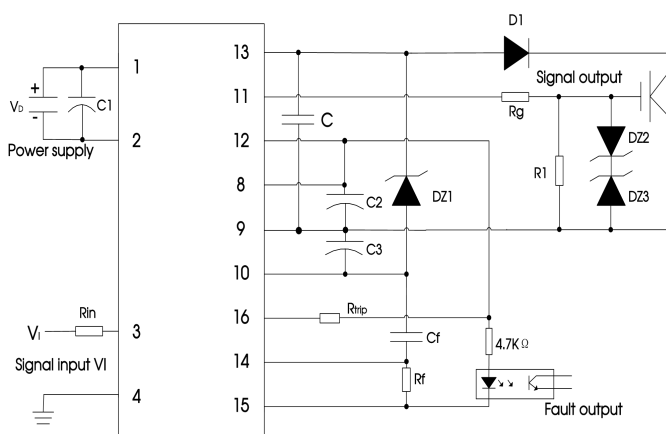 D1
13
1
Signal output
11
+
VD
-
C1
Rg
C
12
2
DZ2
Power supply
R1
8
C2
DZ1
DZ3
9
C3
10
Rtrip
16
Rin
VI
3
Cf
4.7KΩ
14
Signal input VI
Rf
4
15
Fault output